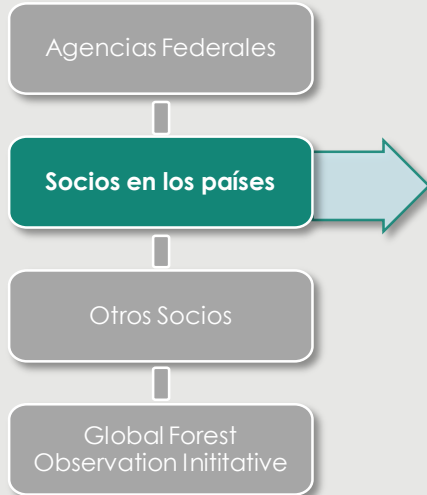 Agencias Federales
Socios en los países
Otros Socios
Global Forest
Observation Inititative